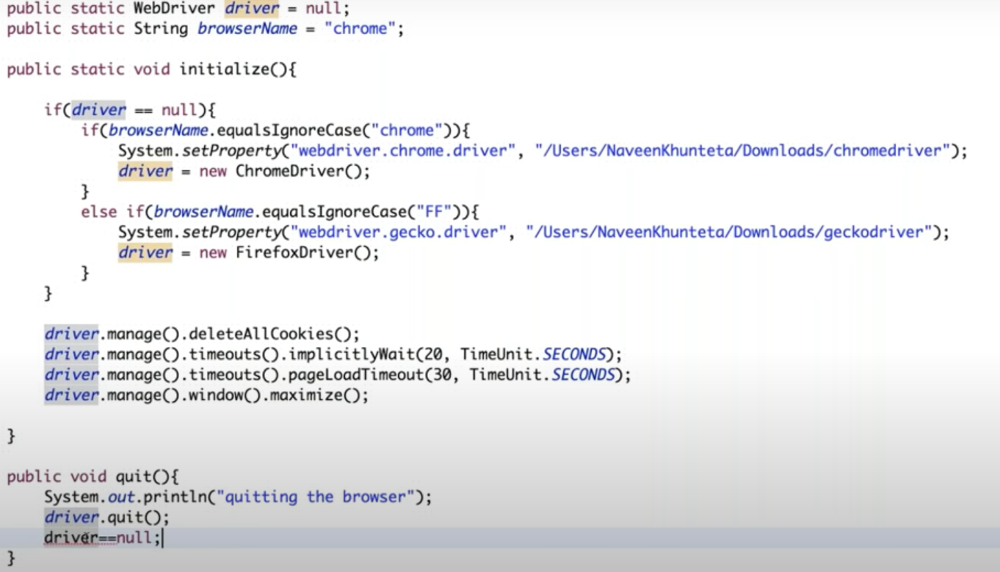 public static WebDriver driver = null;
public static String browserName = "chrome";
public static void initialize(){
if(driver == null){
if(browserName.equalsIgnoreCase("chrome")){
System.setProperty("webdriver.chrome.driver", "/Users/NaveenKhunteta/Downloads/chromedriver");
driver = new ChromeDriver();
}
else if(browserName.equalsIgnoreCase("FF")){
System.setProperty("webdriver.gecko.driver", "/Users/NaveenKhunteta/Downloads/geckodriver");
driver = new FirefoxDriver();
}
}
driver.manage().deleteAllCookies();
driver.manage().timeouts().implicitlyWait(20, TimeUnit.SECONDS);
driver.manage().timeouts().pageLoadTimeout(30, TimeUnit.SECONDS);
driver.manage().window().maximize();
}
public void quit(){
System.out.println("quitting the browser");
driver.quit();
driver==null;
}